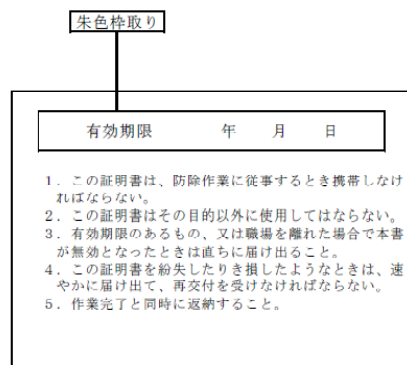 朱色枠取り
有効期限 年 月 日
1．この証明書は、防除作業に従事するとき携帯しなけ
ればならない。
2．この証明書はその目的以外に使用してはならない。
3．有効期限のあるもの、又は職場を離れた場合で本書
が無効となったときは直ちに届け出ること。
4．この証明書を紛失したりき損したようなときは、速
やかに届け出て、再交付を受けなければならない。
5．作業完了と同時に返納すること。